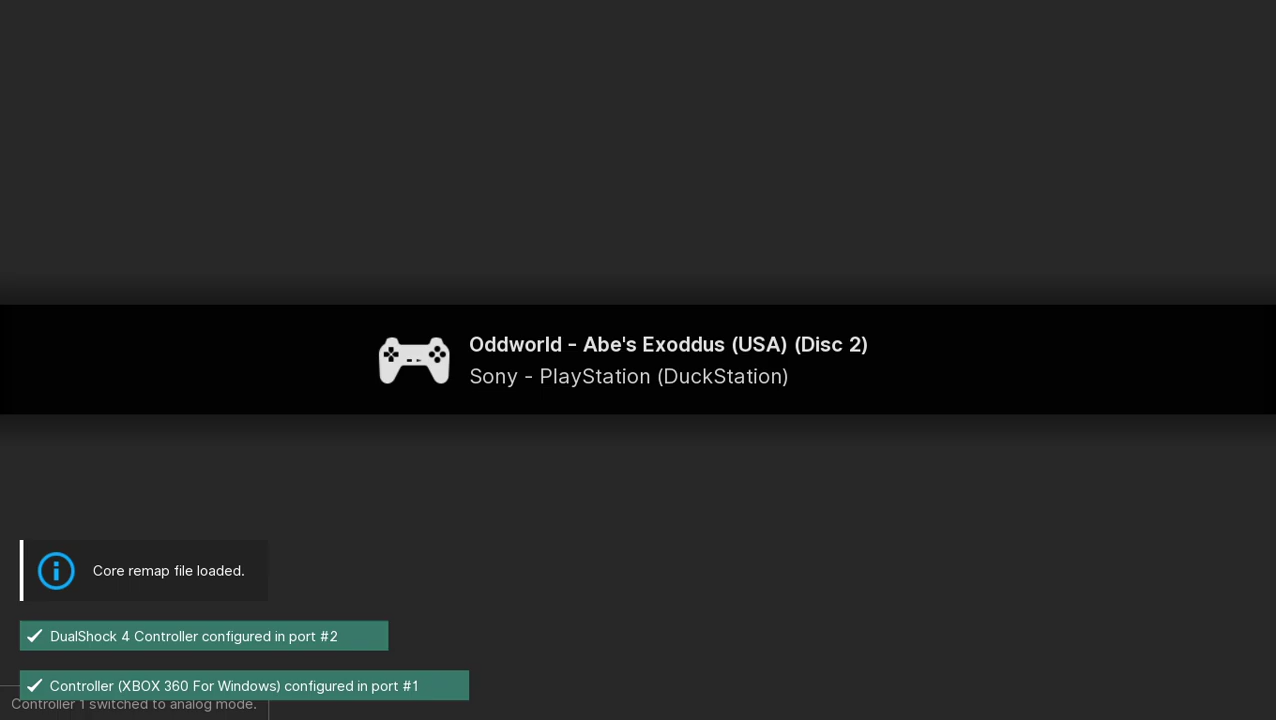 Oddworld - Abe's Exoddus (USA) (Disc 2)
Sony - PlayStation (DuckStation)
Core remap file loaded.
DualShock 4 Controller configured in port #2
Controller (XBOX 360 For Windows) configured in port #1
Controller 1 switched to analog mode.